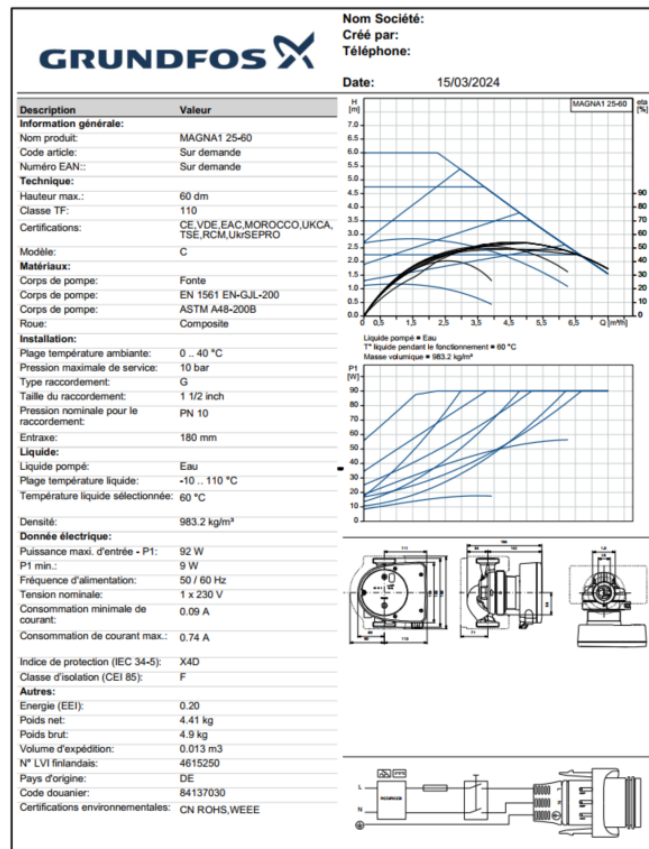 GRUNDFOS
Nom Société:
Créé par:
Téléphone:
Date: 15/03/2024
Description Valeur
Information générale:
Nom produit: MAGNA1 25-60
Code article: Sur demande
Numéro EAN:: Sur demande
Technique:
Hauteur max.: 60 dm
Classe TF: 110
Certifications: CE,VDE,EAC,MOROCCO,UKCA,
TSE,RCM,UkrSEPRO
Modèle: C
Matériaux:
Corps de pompe: Fonte
Corps de pompe: EN 1561 EN-GJL-200
Corps de pompe: ASTM A48-200B
Roue: Composite
Installation:
Plage température ambiante: 0 .. 40 °C
Pression maximale de service: 10 bar
Type raccordement: G
Taille du raccordement: 1 1/2 inch
Pression nominale pour le
raccordement: PN 10
Entraxe: 180 mm
Liquide:
Liquide pompé: Eau
Plage température liquide: -10 .. 110 °C
Température liquide sélectionnée: 60 °C
Densité: 983.2 kg/m³
Donnée électrique:
Puissance maxi. d'entrée - P1: 92 W
P1 min.: 9 W
Fréquence d'alimentation: 50 / 60 Hz
Tension nominale: 1 x 230 V
Consommation minimale de
courant: 0.09 A
Consommation de courant max.: 0.74 A
Indice de protection (IEC 34-5): X4D
Classe d'isolation (CEI 85): F
Autres:
Energie (EEI): 0.20
Poids net: 4.41 kg
Poids brut: 4.9 kg
Volume d'expédition: 0.013 m3
N° LVI finlandais: 4615250
Pays d'origine: DE
Code douanier: 84137030
Certifications environnementales: CN ROHS,WEEE
H
[m]
MAGNA1 25-60
eta
[%]
7.0
6.5
6.0
5.5
5.0
4.5
4.0
3.5
3.0
2.5
2.0
1.5
1.0
0.5
0.0
90
80
70
60
50
40
30
20
10
0
0 0,5 1,5 2,5 3,5 4,5 5,5 6,5 Q [m³/h]
Liquide pompé = Eau
T° liquide pendant le fonctionnement = 60 °C
Masse volumique = 983.2 kg/m³
P1
[W]
100
90
80
70
60
50
40
30
20
10
0
L
N